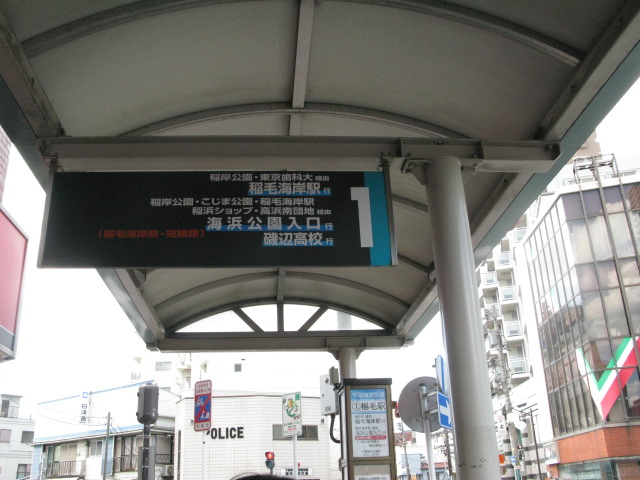 稲岸公園・東京歯科大 経由
稲毛海岸駅 行
稲岸公園・こじま公園・稲毛海岸駅
稲浜ショップ・高浜南団地 経由
海浜公園入口 行
磯辺高校 行
(稲毛海岸駅・短絡路)
1
POLICE
①稲毛駅